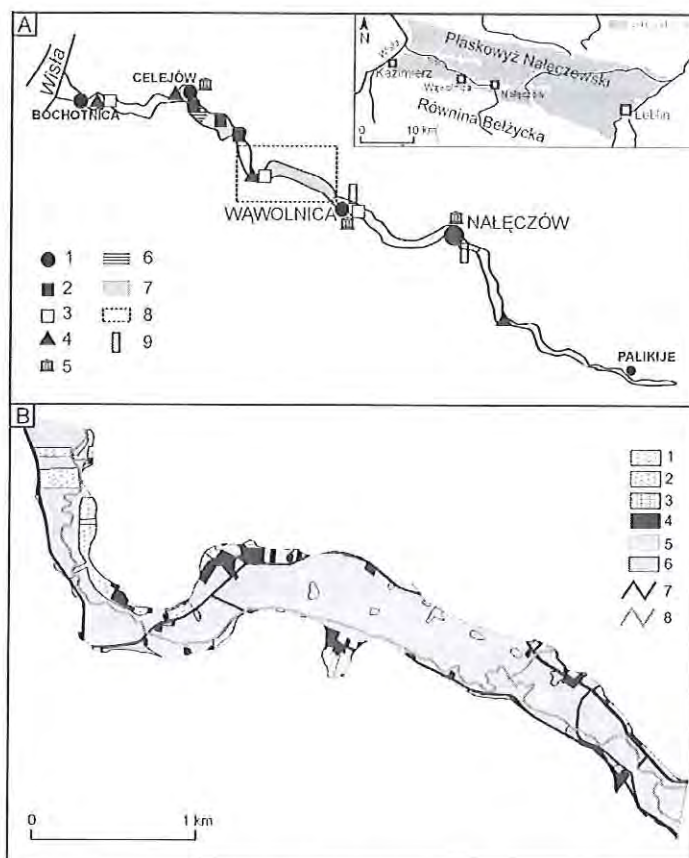 A
N
Płaskowyż Nałęczowski
Wisła
Kazimierz
Wąwolnica
Nałęczów
Równina Bełżycka
Lublin
0 10 km
Wisła
CELEJÓW
BOCHOTNICA
WĄWOLNICA
NAŁĘCZÓW
PALIKIJE
1 6
2 7
3 8
4 9
5
B
1
2
3
4
5
6
7
8
0 1 km